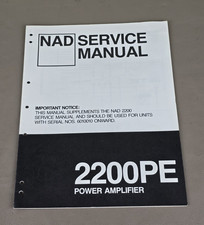 NAD SERVICE
MANUAL
IMPORTANT NOTICE:
THIS MANUAL SUPPLEMENTS THE NAD 2200
SERVICE MANUAL AND SHOULD BE USED FOR UNITS
WITH SERIAL NOS. ONWARD.
2200PE
POWER AMPLIFIER